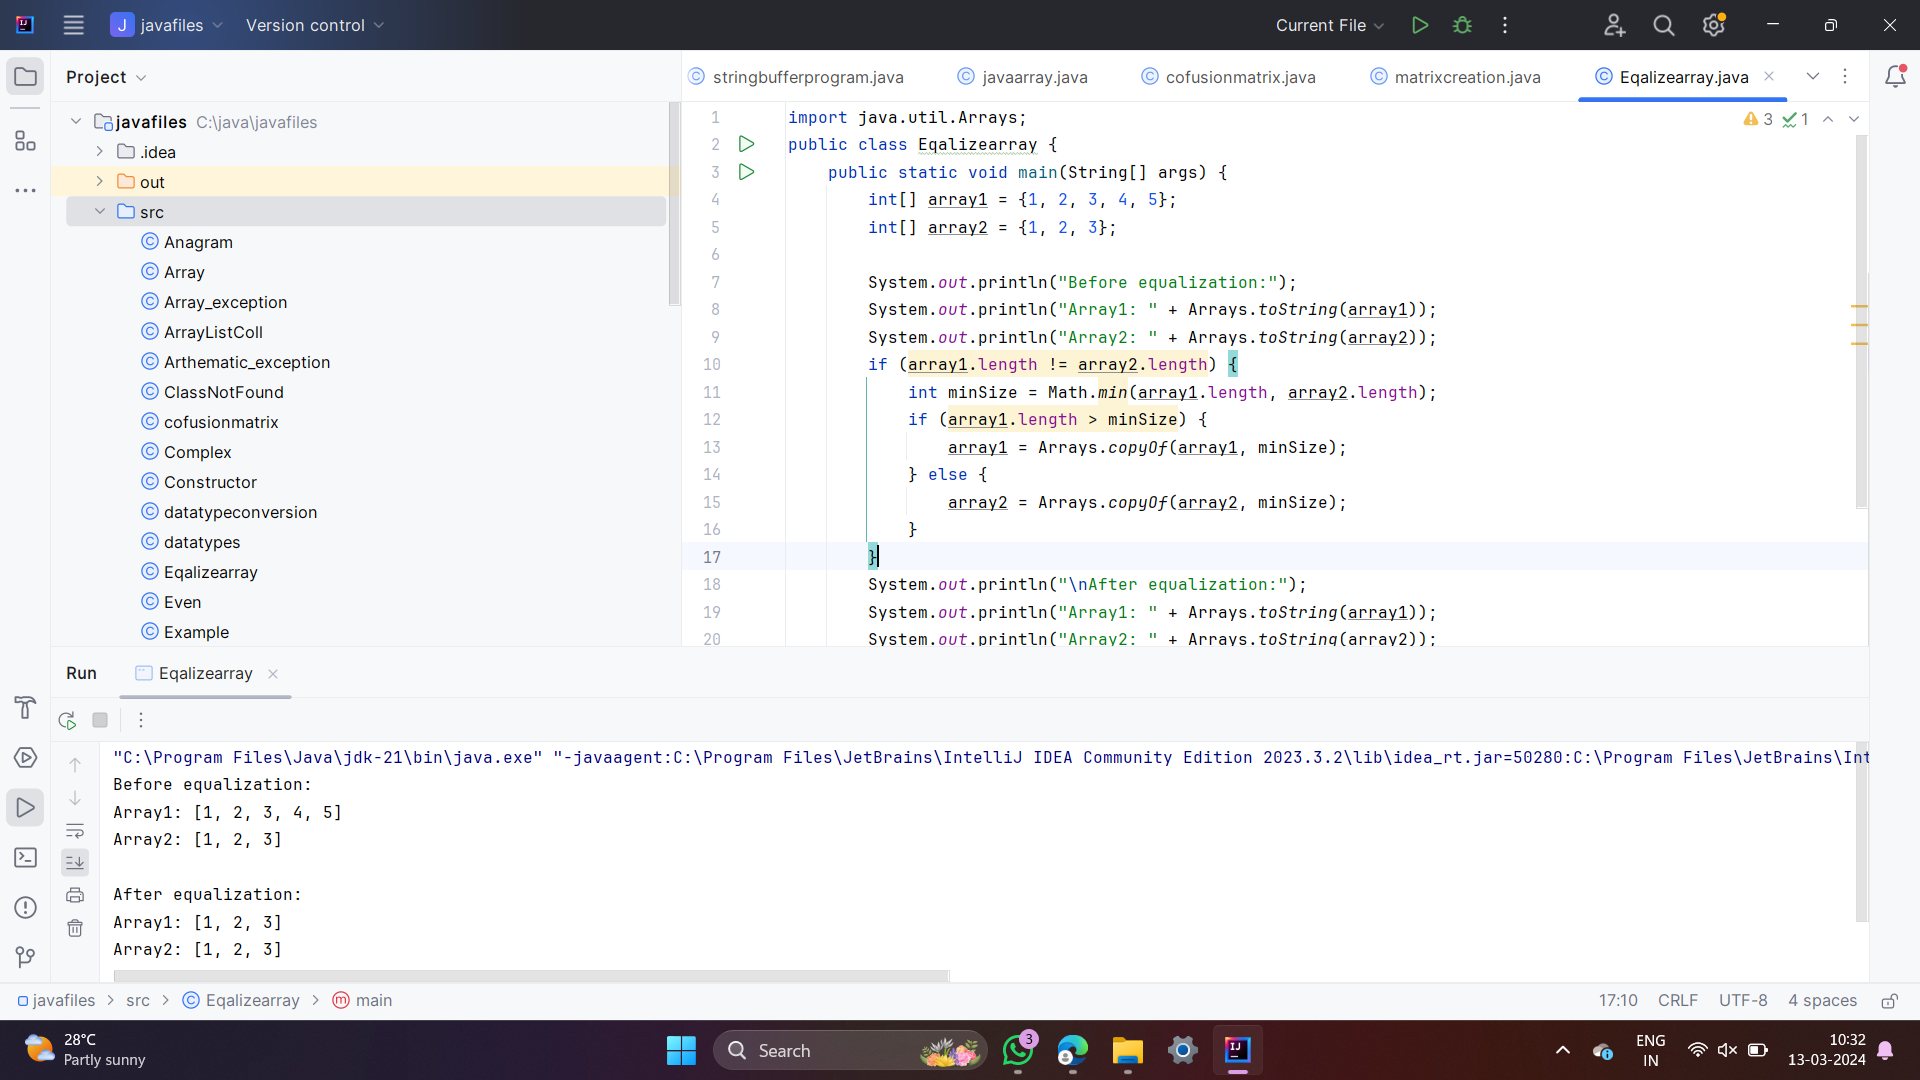 J javafiles Version control Current File
Project
stringbufferprogram.java javaarray.java cofusionmatrix.java matrixcreation.java Eqalizearray.java
javafiles C:\java\javafiles
.idea
out
src
Anagram
Array
Array_exception
ArrayListColl
Arthematic_exception
ClassNotFound
cofusionmatrix
Complex
Constructor
datatypeconversion
datatypes
Eqalizearray
Even
Example
3 1
1 import java.util.Arrays;
2 public class Eqalizearray {
3 public static void main(String[] args) {
4 int[] array1 = {1, 2, 3, 4, 5};
5 int[] array2 = {1, 2, 3};
6
7 System.out.println("Before equalization:");
8 System.out.println("Array1: " + Arrays.toString(array1));
9 System.out.println("Array2: " + Arrays.toString(array2));
10 if (array1.length != array2.length) {
11 int minSize = Math.min(array1.length, array2.length);
12 if (array1.length > minSize) {
13 array1 = Arrays.copyOf(array1, minSize);
14 } else {
15 array2 = Arrays.copyOf(array2, minSize);
16 }
17 }
18 System.out.println("\nAfter equalization:");
19 System.out.println("Array1: " + Arrays.toString(array1));
20 System.out.println("Array2: " + Arrays.toString(array2));
Run Eqalizearray
"C:\Program Files\Java\jdk-21\bin\java.exe" "-javaagent:C:\Program Files\JetBrains\IntelliJ IDEA Community Edition 2023.3.2\lib\idea_rt.jar=50280:C:\Program Files\JetBrains\Int
Before equalization:
Array1: [1, 2, 3, 4, 5]
Array2: [1, 2, 3]
After equalization:
Array1: [1, 2, 3]
Array2: [1, 2, 3]
javafiles > src > Eqalizearray > main 17:10 CRLF UTF-8 4 spaces
28°C
Partly sunny
Search
3
ENG
IN
10:32
13-03-2024